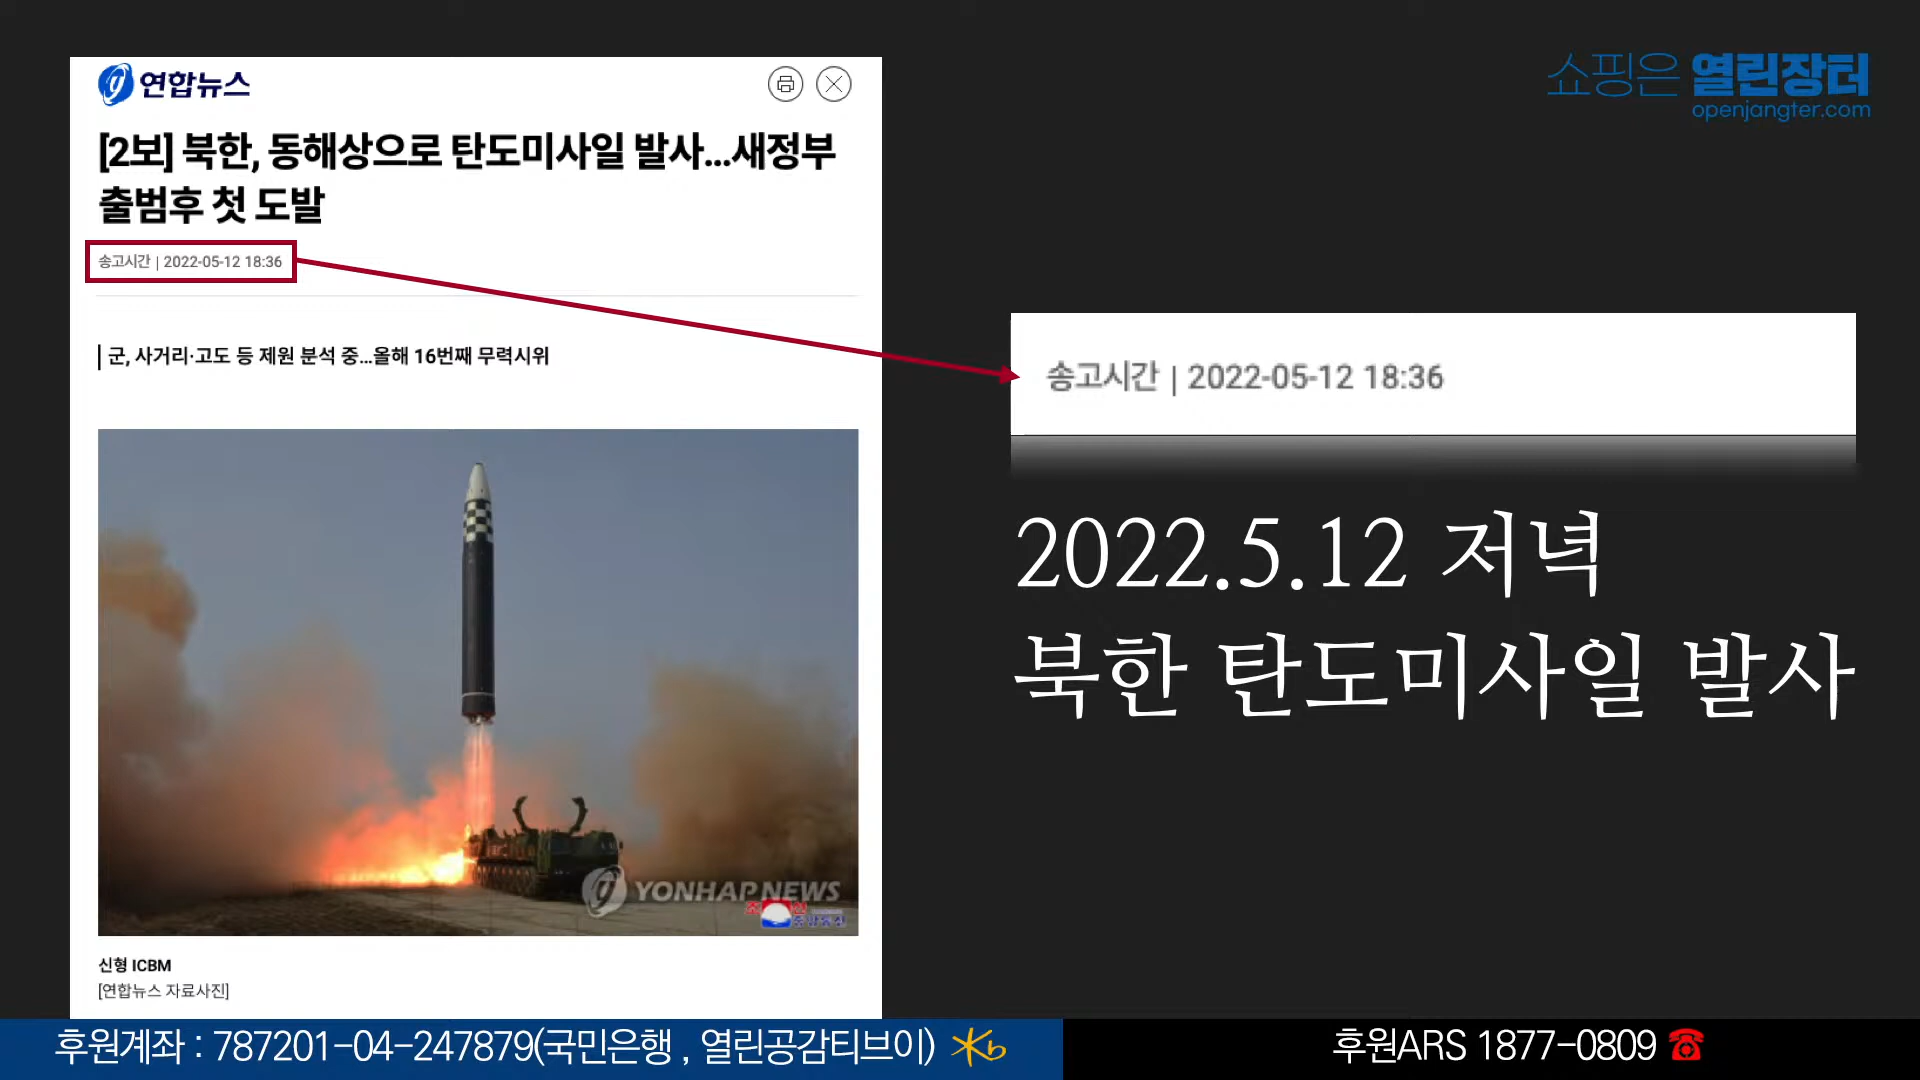 연합뉴스
[2보] 북한, 동해상으로 탄도미사일 발사...새정부
출범후 첫 도발
송고시간 | 2022-05-12 18:36
군, 사거리·고도 등 제원 분석 중...올해 16번째 무력시위
YONHAP NEWS
조선
중앙통신
신형 ICBM
[연합뉴스 자료사진]
쇼핑은 열린장터
openjangter.com
송고시간 | 2022-05-12 18:36
2022.5.12 저녁
북한 탄도미사일 발사
후원계좌 : 787201-04-247879(국민은행 , 열린공감티브이)
후원ARS 1877-0809